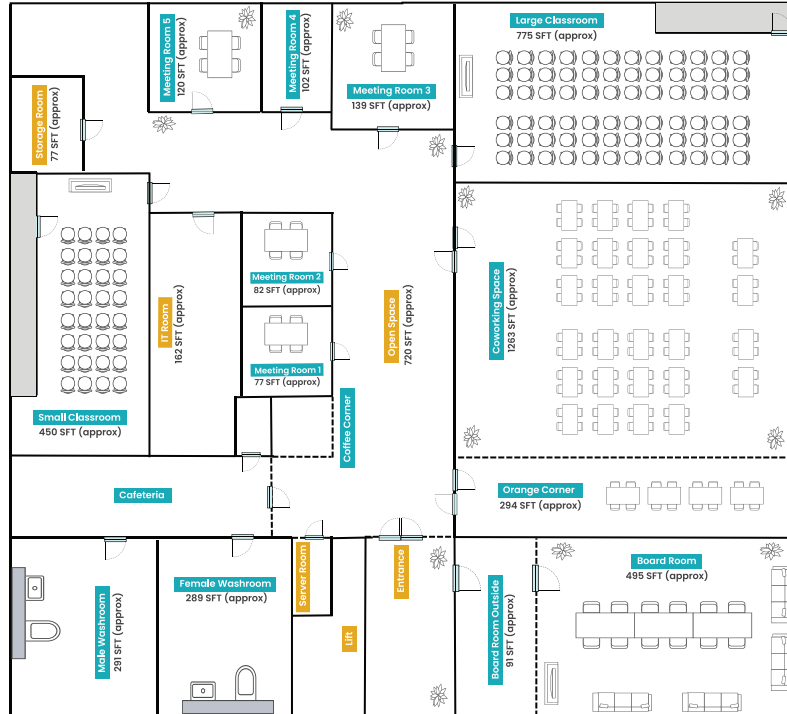 Meeting Room 5
120 SFT (approx)
Meeting Room 4
102 SFT (approx)
Meeting Room 3
139 SFT (approx)
Large Classroom
775 SFT (approx)
Storage Room
77 SFT (approx)
Meeting Room 2
82 SFT (approx)
IT Room
162 SFT (approx)
Open Space
720 SFT (approx)
Coworking Space
1263 SFT (approx)
Meeting Room 1
77 SFT (approx)
Small Classroom
450 SFT (approx)
Coffee Corner
Cafeteria
Orange Corner
294 SFT (approx)
Male Washroom
291 SFT (approx)
Female Washroom
289 SFT (approx)
Server Room
Entrance
Lift
Board Room Outside
91 SFT (approx)
Board Room
495 SFT (approx)